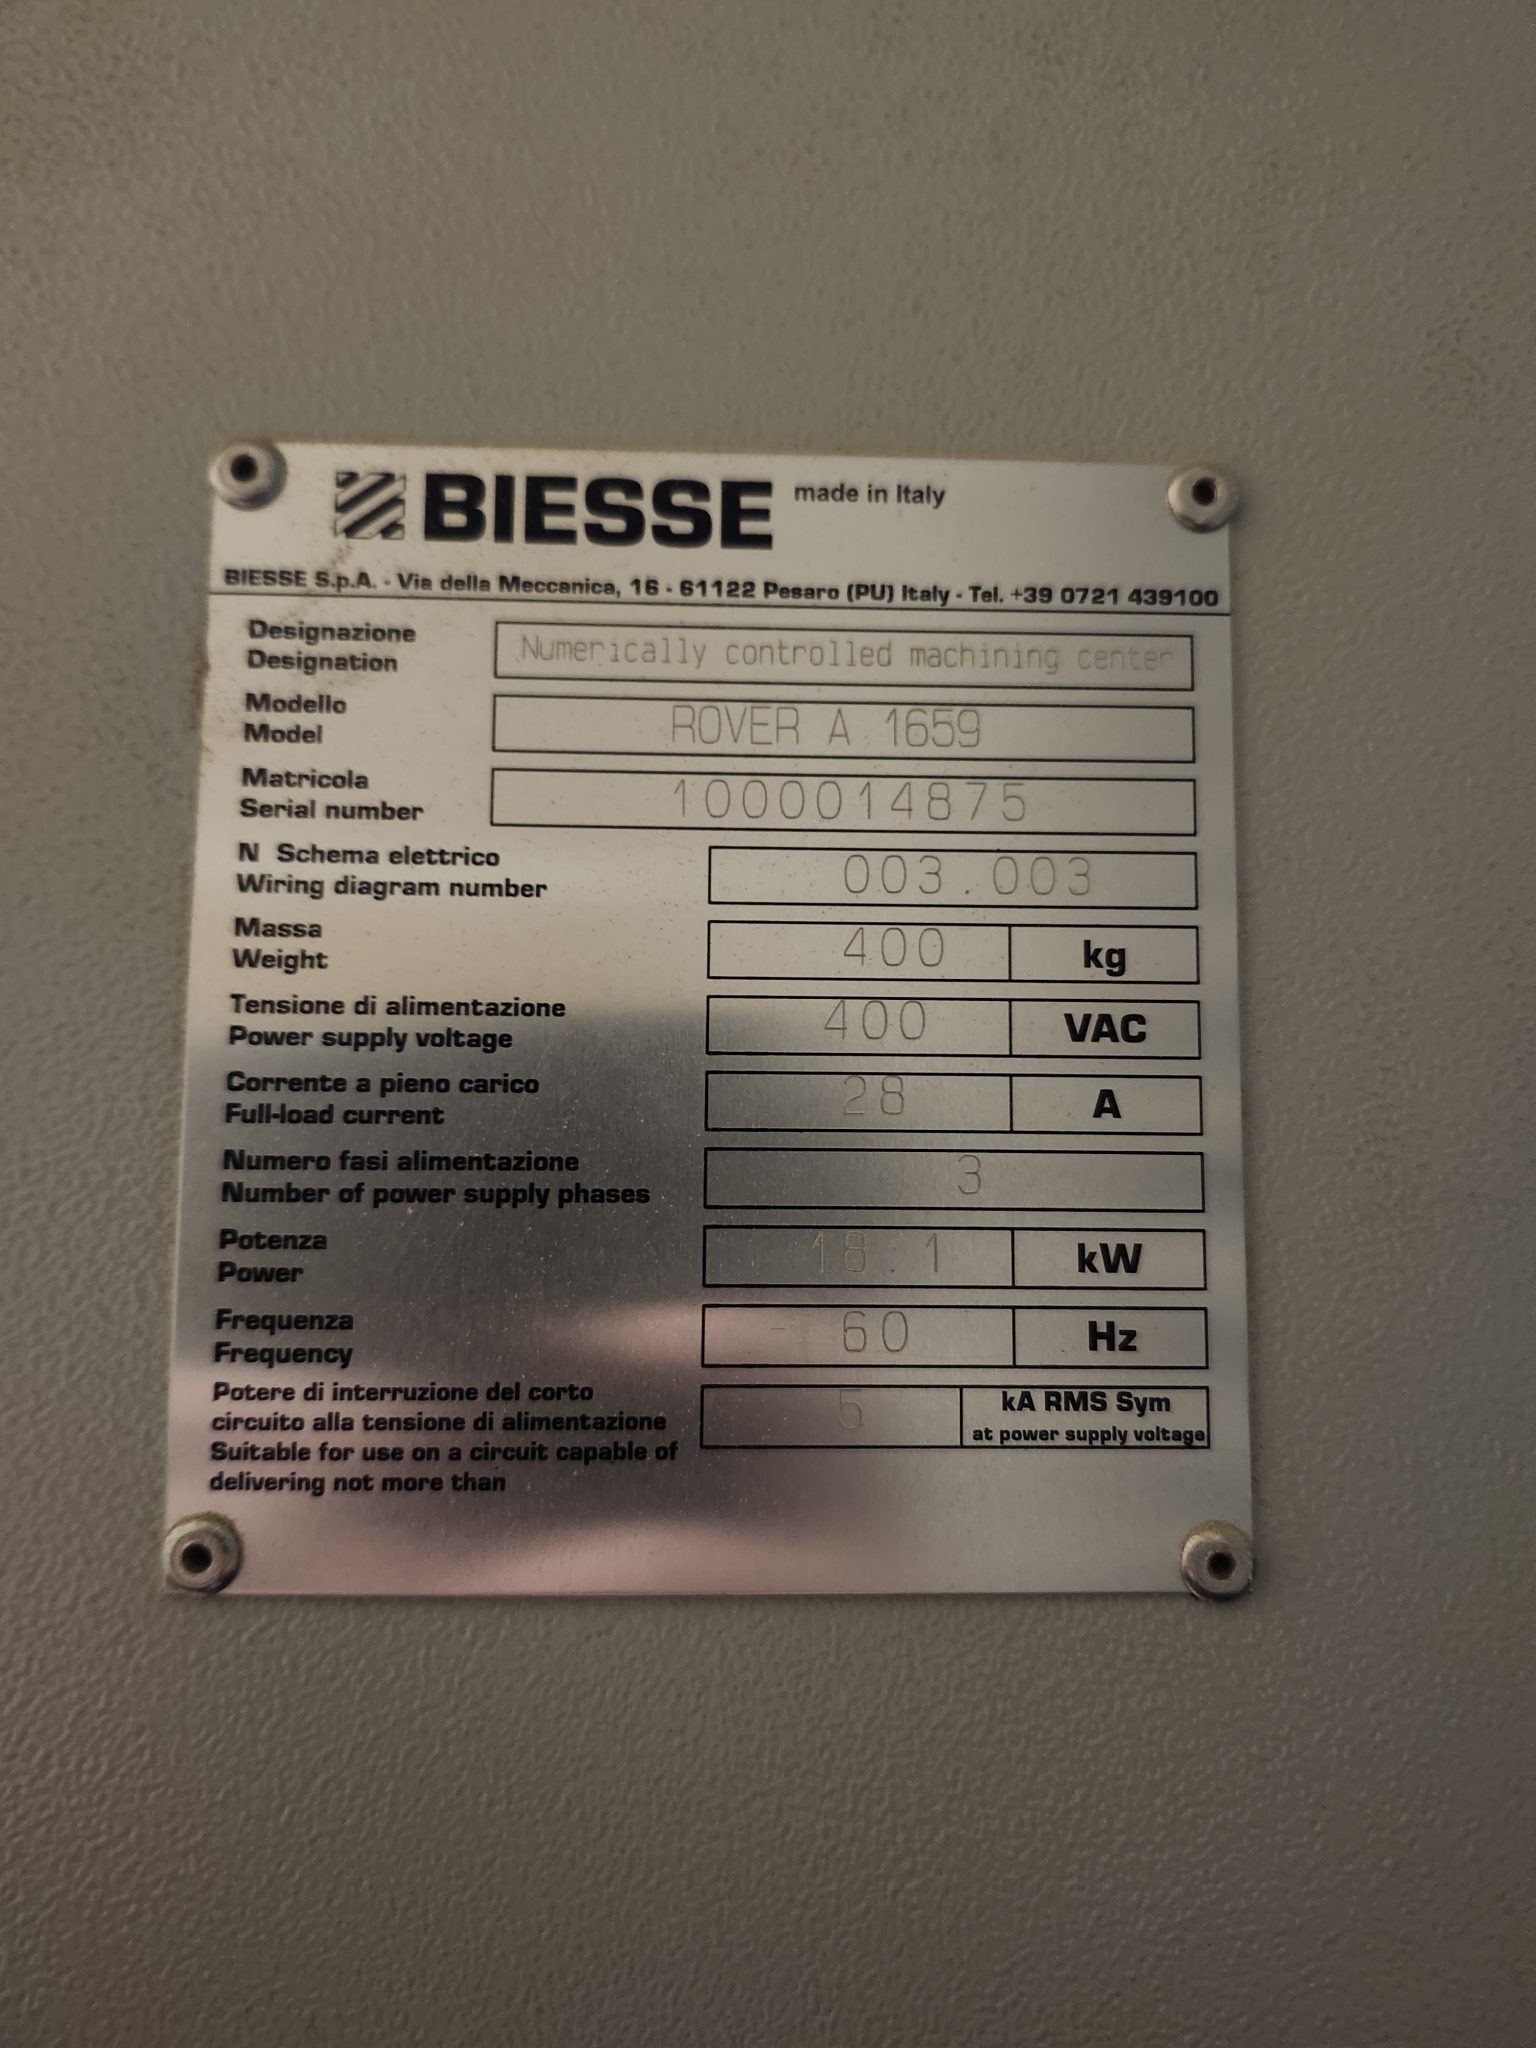 BIESSE made in Italy
BIESSE S.p.A. - Via della Meccanica, 16 - 61122 Pesaro (PU) Italy - Tel. +39 0721 439100
Designazione
Designation
Numerically controlled machining center
Modello
Model
ROVER A 1659
Matricola
Serial number
1000014875
N Schema elettrico
Wiring diagram number
003.003
Massa
Weight
400 kg
Tensione di alimentazione
Power supply voltage
400 VAC
Corrente a pieno carico
Full-load current
28 A
Numero fasi alimentazione
Number of power supply phases
3
Potenza
Power
18.1 kW
Frequenza
Frequency
60 Hz
Potere di interruzione del corto
circuito alla tensione di alimentazione
Suitable for use on a circuit capable of
delivering not more than
5 kA RMS Sym
at power supply voltage